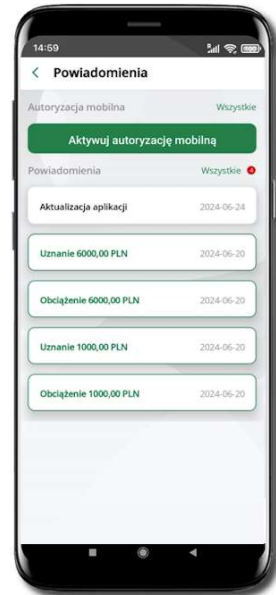 14:59
Powiadomienia
Autoryzacja mobilna Wszystkie
Aktywuj autoryzację mobilną
Powiadomienia Wszystkie 4
Aktualizacja aplikacji 2024-06-24
Uznanie 6000,00 PLN 2024-06-20
Obciążenie 6000,00 PLN 2024-06-20
Uznanie 1000,00 PLN 2024-06-20
Obciążenie 1000,00 PLN 2024-06-20